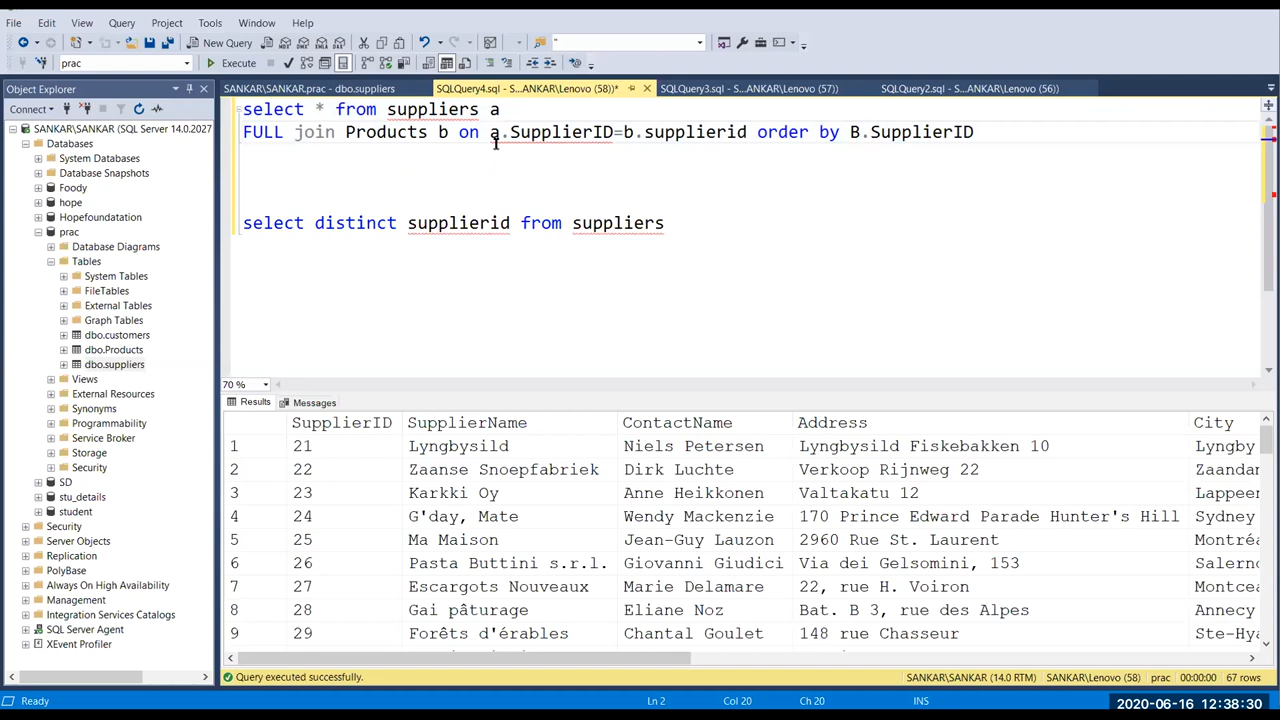 File Edit View Query Project Tools Window Help
New Query MDX DMX XMLA DAX "
prac Execute
Object Explorer
SANKAR\SANKAR.prac - dbo.suppliers SQLQuery4.sql - S...ANKAR\Lenovo (58))* SQLQuery3.sql - S...ANKAR\Lenovo (57)) SQLQuery2.sql - S...ANKAR\Lenovo (56))
Connect
SANKAR\SANKAR (SQL Server 14.0.2027
Databases
System Databases
Database Snapshots
Foody
hope
Hopefoundatation
prac
Database Diagrams
Tables
System Tables
FileTables
External Tables
Graph Tables
dbo.customers
dbo.Products
dbo.suppliers
Views
External Resources
Synonyms
Programmability
Service Broker
Storage
Security
SD
stu_details
student
Security
Server Objects
Replication
PolyBase
Always On High Availability
Management
Integration Services Catalogs
SQL Server Agent
XEvent Profiler
select * from suppliers a
FULL join Products b on a.SupplierID=b.supplierid order by B.SupplierID
select distinct supplierid from suppliers
70 %
Results Messages
SupplierID SupplierName ContactName Address City
1 21 Lyngbysild Niels Petersen Lyngbysild Fiskebakken 10 Lyngby
2 22 Zaanse Snoepfabriek Dirk Luchte Verkoop Rijnweg 22 Zaandam
3 23 Karkki Oy Anne Heikkonen Valtakatu 12 Lappeen
4 24 G'day, Mate Wendy Mackenzie 170 Prince Edward Parade Hunter's Hill Sydney
5 25 Ma Maison Jean-Guy Lauzon 2960 Rue St. Laurent Montréa
6 26 Pasta Buttini s.r.l. Giovanni Giudici Via dei Gelsomini, 153 Salerno
7 27 Escargots Nouveaux Marie Delamare 22, rue H. Voiron Montcea
8 28 Gai pâturage Eliane Noz Bat. B 3, rue des Alpes Annecy
9 29 Forêts d'érables Chantal Goulet 148 rue Chasseur Ste-Hya
Query executed successfully. SANKAR\SANKAR (14.0 RTM) SANKAR\Lenovo (58) prac 00:00:00 67 rows
Ready Ln 2 Col 20 Ch 20 INS
2020-06-16 12:38:30